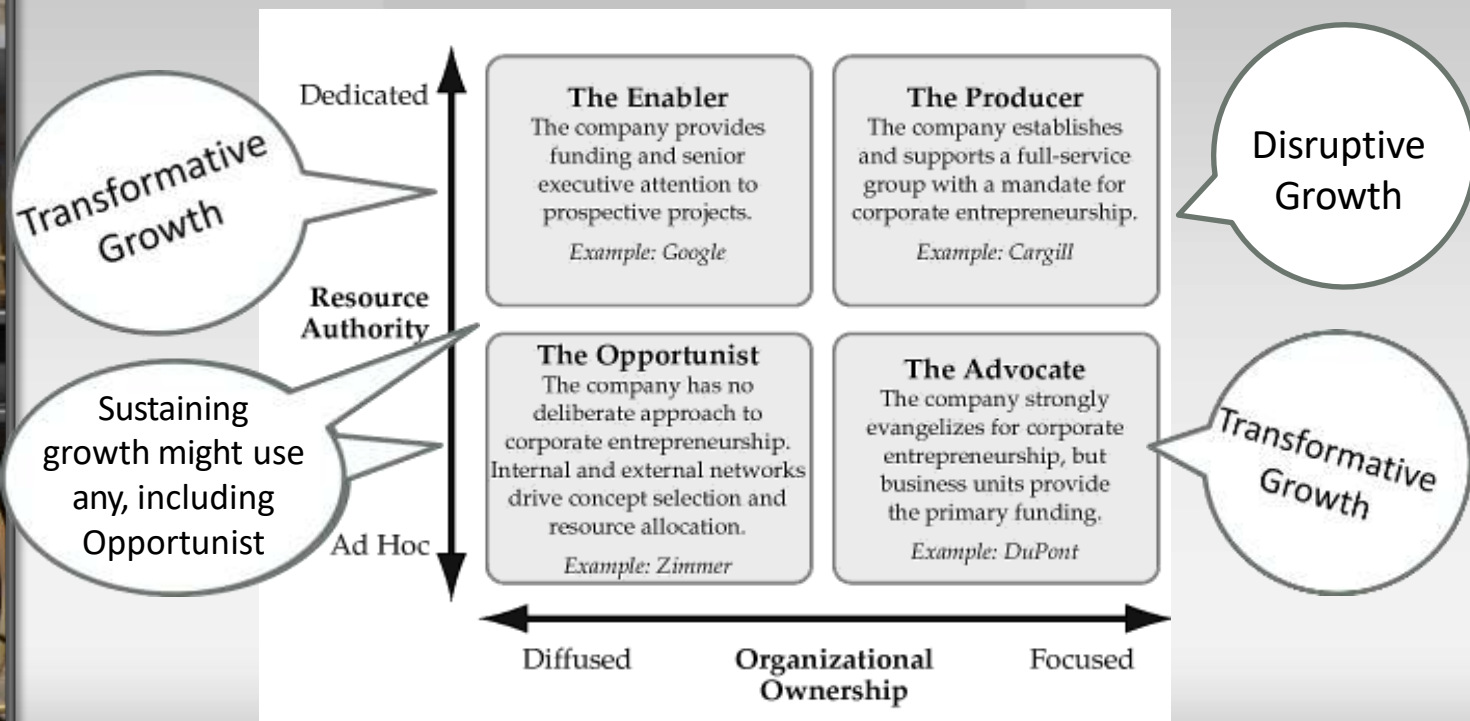 Transformative
Growth
Dedicated
Resource
Authority
Sustaining
growth might use
any, including
Opportunist
Ad Hoc
The Enabler
The company provides
funding and senior
executive attention to
prospective projects.
Example: Google
The Producer
The company establishes
and supports a full-service
group with a mandate for
corporate entrepreneurship.
Example: Cargill
Disruptive
Growth
The Opportunist
The company has no
deliberate approach to
corporate entrepreneurship.
Internal and external networks
drive concept selection and
resource allocation.
Example: Zimmer
The Advocate
The company strongly
evangelizes for corporate
entrepreneurship, but
business units provide
the primary funding.
Example: DuPont
Transformative
Growth
Diffused
Organizational
Ownership
Focused